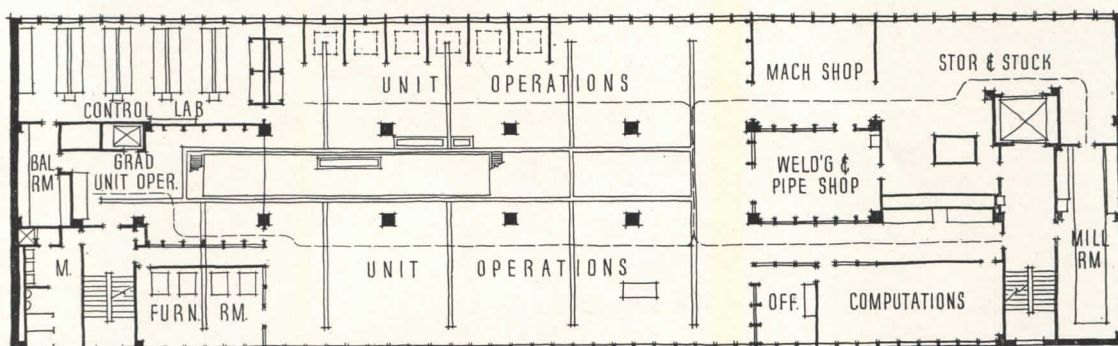 UNIT OPERATIONS
MACH SHOP
STOR & STOCK
CONTROL LAB
BAL.
RM
GRAD
UNIT OPER.
WELD'G &
PIPE SHOP
M.
UNIT OPERATIONS
MILL
RM
FURN. RM.
OFF.
COMPUTATIONS